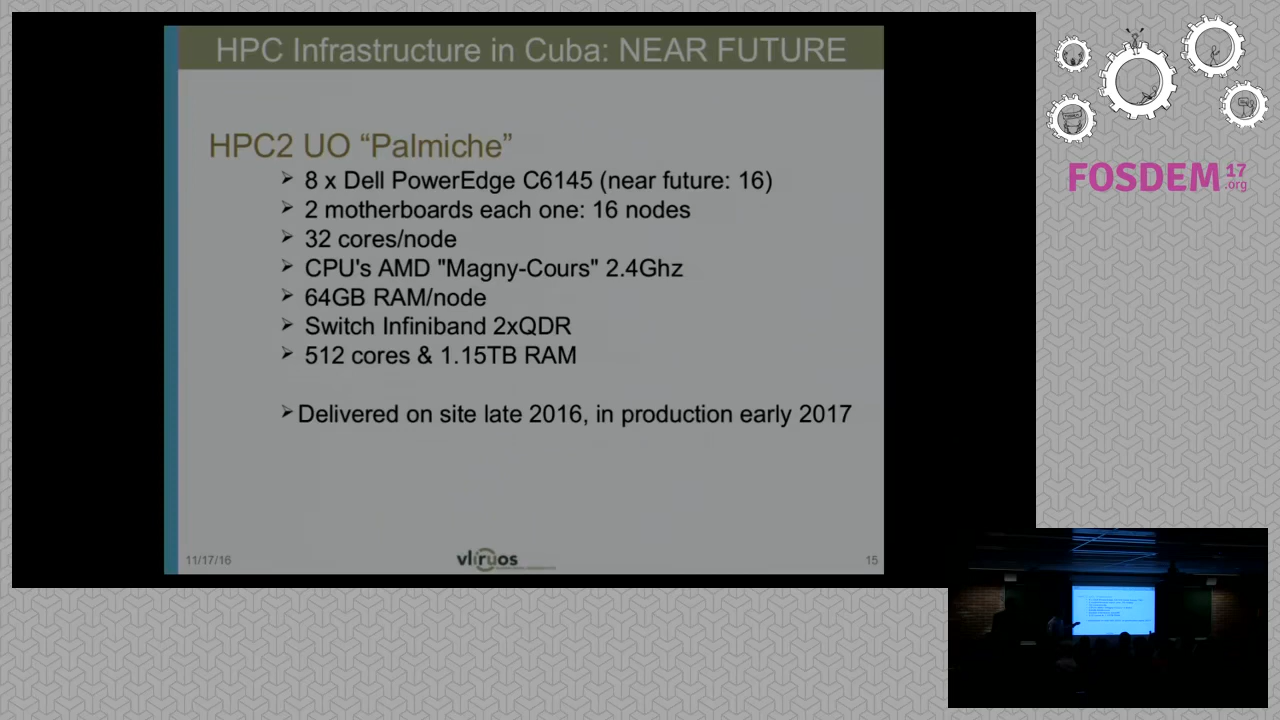 HPC Infrastructure in Cuba: NEAR FUTURE
HPC2 UO “Palmiche”
➢ 8 x Dell PowerEdge C6145 (near future: 16)
➢ 2 motherboards each one: 16 nodes
➢ 32 cores/node
➢ CPU's AMD "Magny-Cours" 2.4Ghz
➢ 64GB RAM/node
➢ Switch Infiniband 2xQDR
➢ 512 cores & 1.15TB RAM
➢ Delivered on site late 2016, in production early 2017
11/17/16
vliruos
15
FOSDEM 17
.org